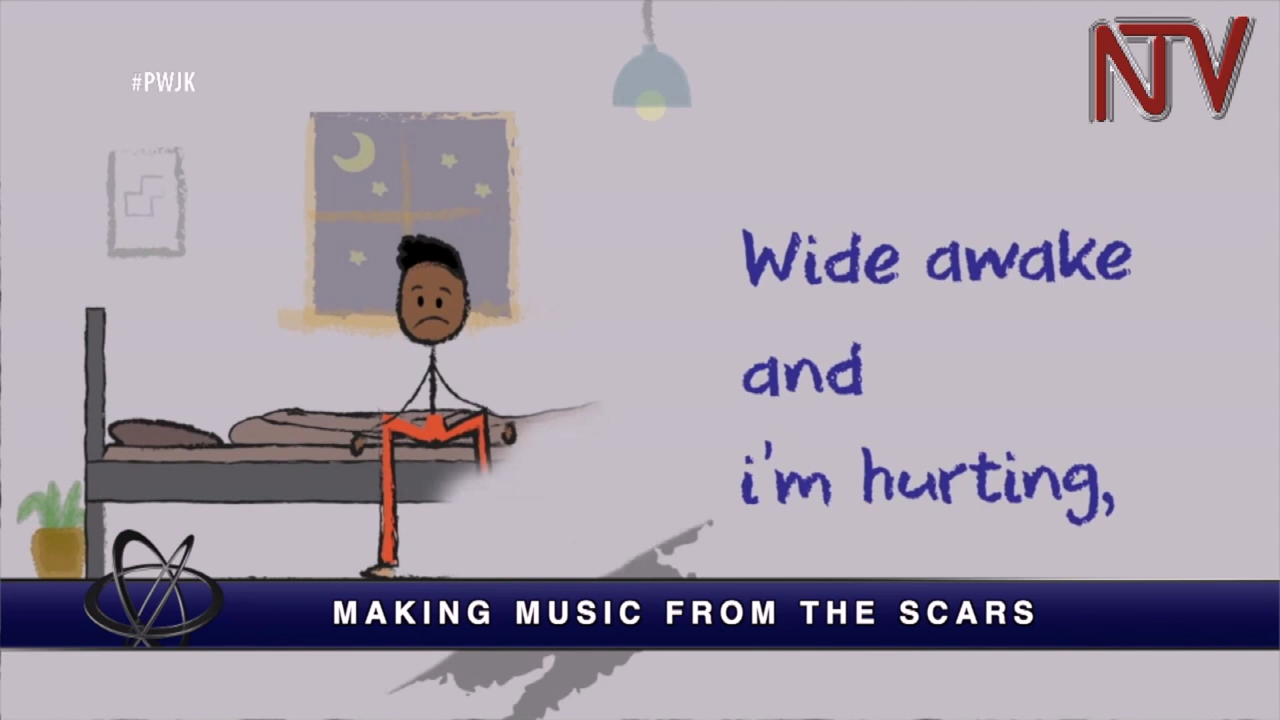 #PWJK
NTV
Wide awake
and
i'm hurting,
MAKING MUSIC FROM THE SCARS